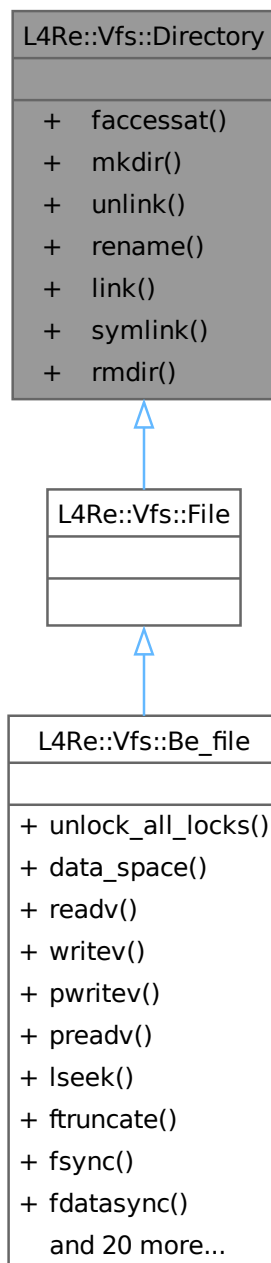 L4Re::Vfs::Directory
+ faccessat()
+ mkdir()
+ unlink()
+ rename()
+ link()
+ symlink()
+ rmdir()
L4Re::Vfs::File
L4Re::Vfs::Be_file
+ unlock_all_locks()
+ data_space()
+ readv()
+ writev()
+ pwritev()
+ preadv()
+ lseek()
+ ftruncate()
+ fsync()
+ fdatasync()
and 20 more...